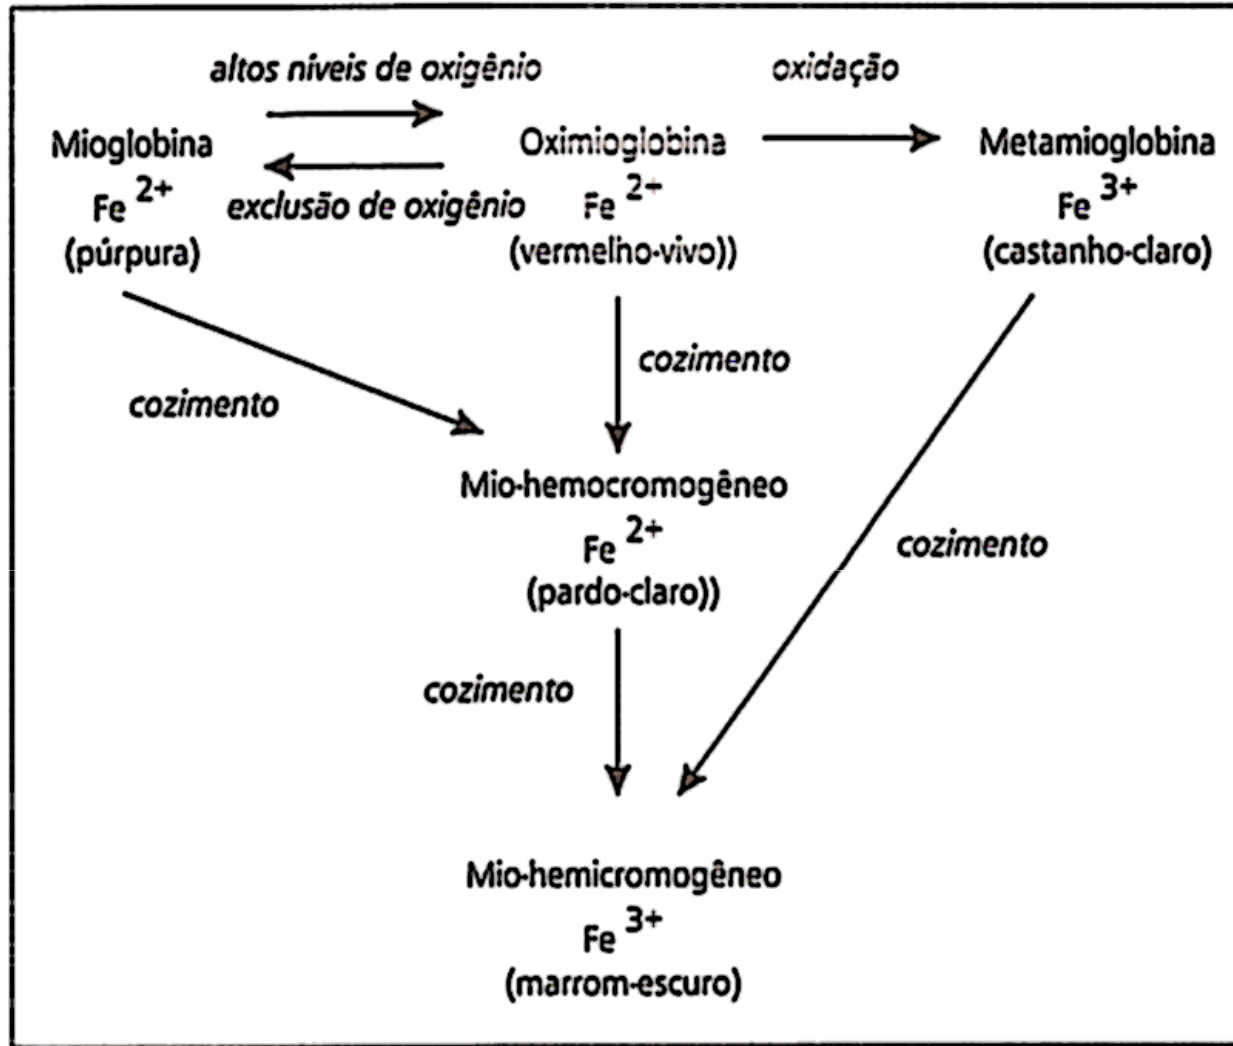 altos níveis de oxigênio
oxidação
Mioglobina
Oximioglobina
Metamioglobina
Fe 2+
exclusão de oxigênio
Fe 2+
Fe 3+
(púrpura)
(vermelho-vivo))
(castanho-claro)
cozimento
cozimento
Mio-hemocromogêneo
Fe 2+
(pardo-claro))
cozimento
cozimento
Mio-hemicromogêneo
Fe 3+
(marrom-escuro)